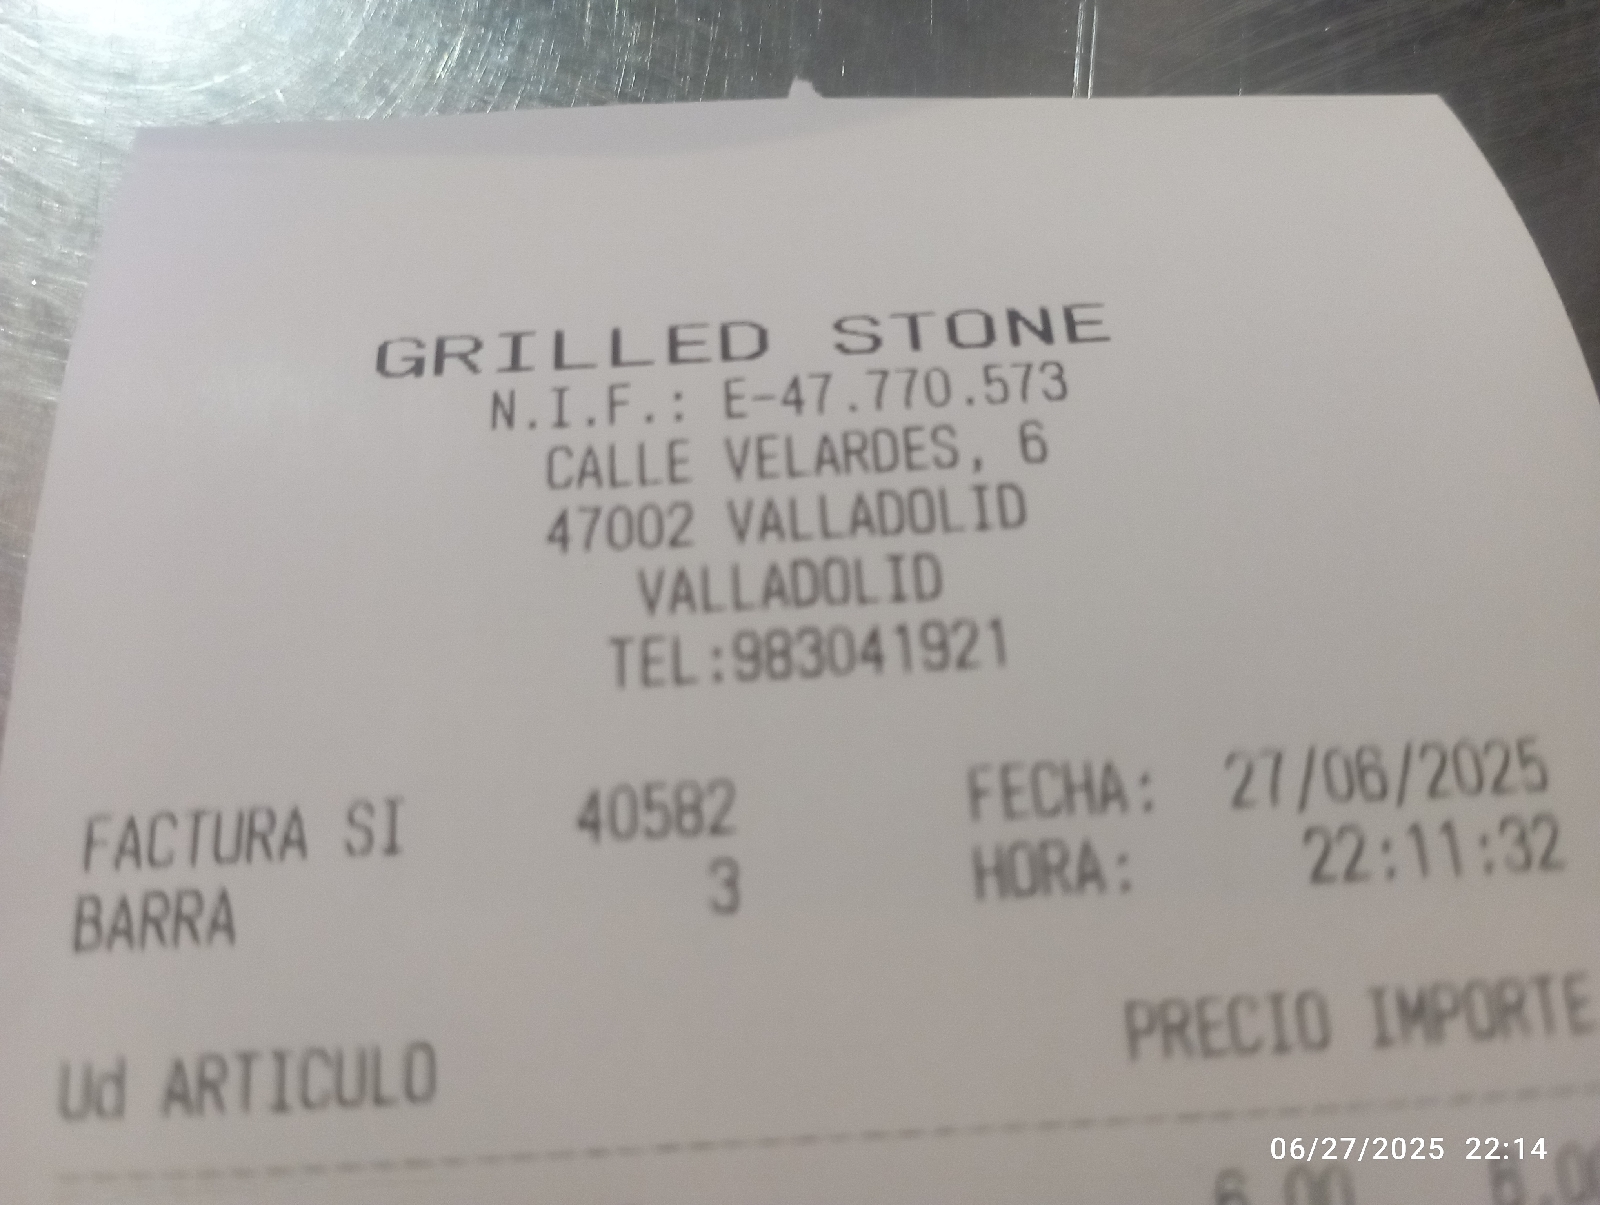 GRILLED STONE
N.I.F.: E-47.770.573
CALLE VELARDES, 6
47002 VALLADOLID
VALLADOLID
TEL:983041921
FACTURA SI 40582 FECHA: 27/06/2025
BARRA 3 HORA: 22:11:32
Ud ARTICULO PRECIO IMPORTE
06/27/2025 22:14